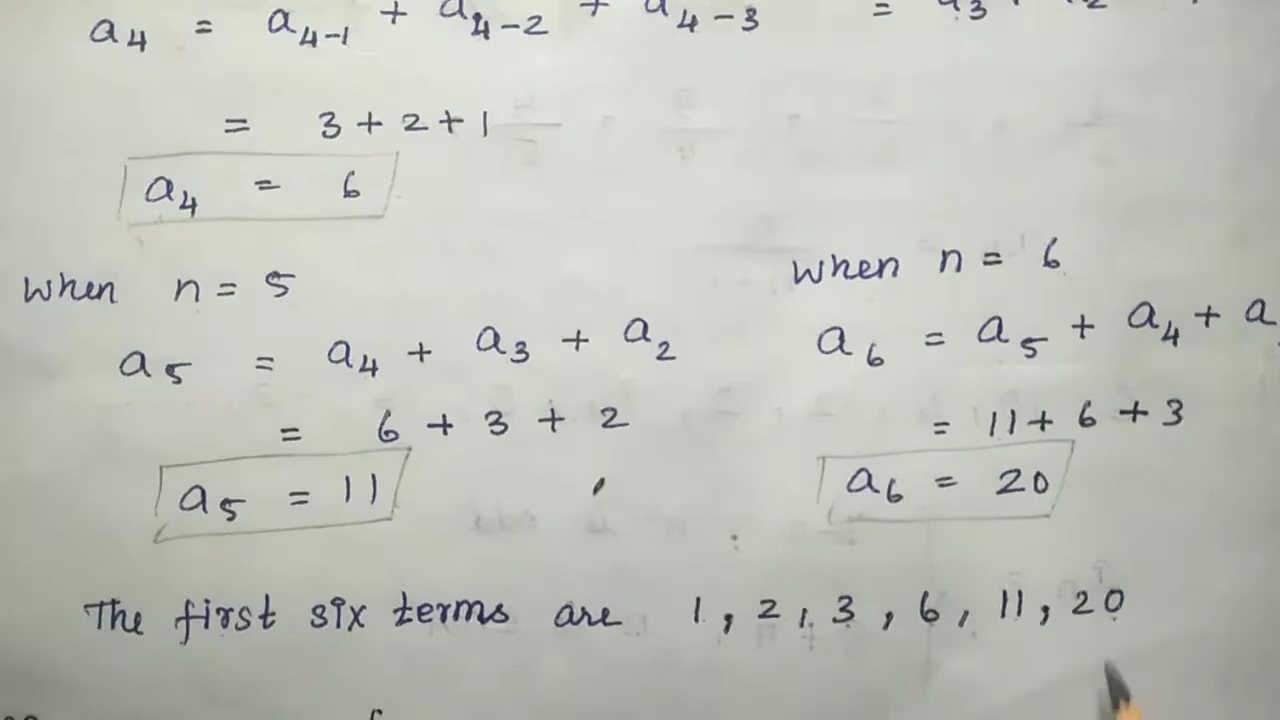 a4 = a4-1 + a4-2 + a4-3 = a3
= 3+2+1
a4 = 6
when n = 5
a5 = a4 + a3 + a2
= 6 + 3 + 2
a5 = 11
when n = 6
a6 = a5 + a4 + a
= 11 + 6 + 3
a6 = 20
The first six terms are 1, 2, 3, 6, 11, 20